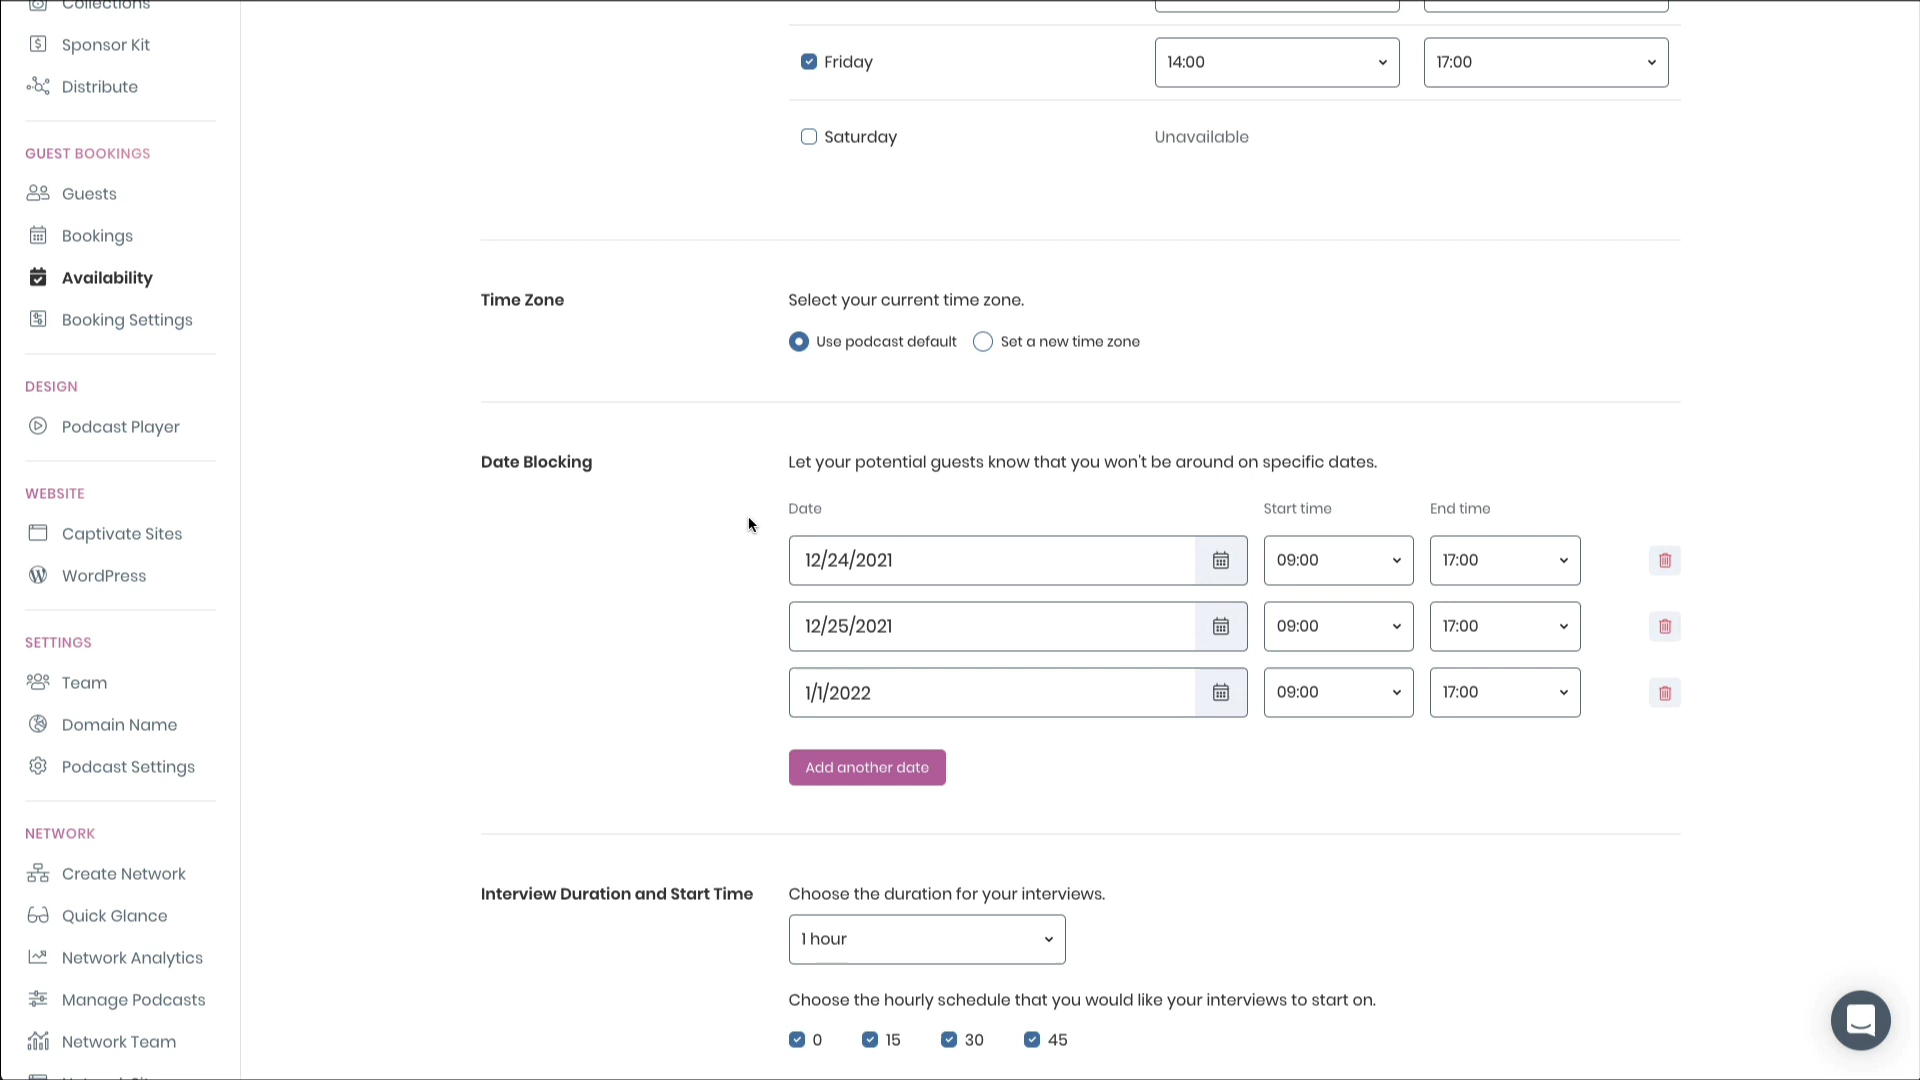 Collections
Sponsor Kit
Distribute
GUEST BOOKINGS
Guests
Bookings
Availability
Booking Settings
DESIGN
Podcast Player
WEBSITE
Captivate Sites
WordPress
SETTINGS
Team
Domain Name
Podcast Settings
NETWORK
Create Network
Quick Glance
Network Analytics
Manage Podcasts
Network Team
Friday 14:00 17:00
Saturday Unavailable
Time Zone
Select your current time zone.
Use podcast default Set a new time zone
Date Blocking
Let your potential guests know that you won't be around on specific dates.
Date Start time End time
12/24/2021 09:00 17:00
12/25/2021 09:00 17:00
1/1/2022 09:00 17:00
Add another date
Interview Duration and Start Time
Choose the duration for your interviews.
1 hour
Choose the hourly schedule that you would like your interviews to start on.
0 15 30 45